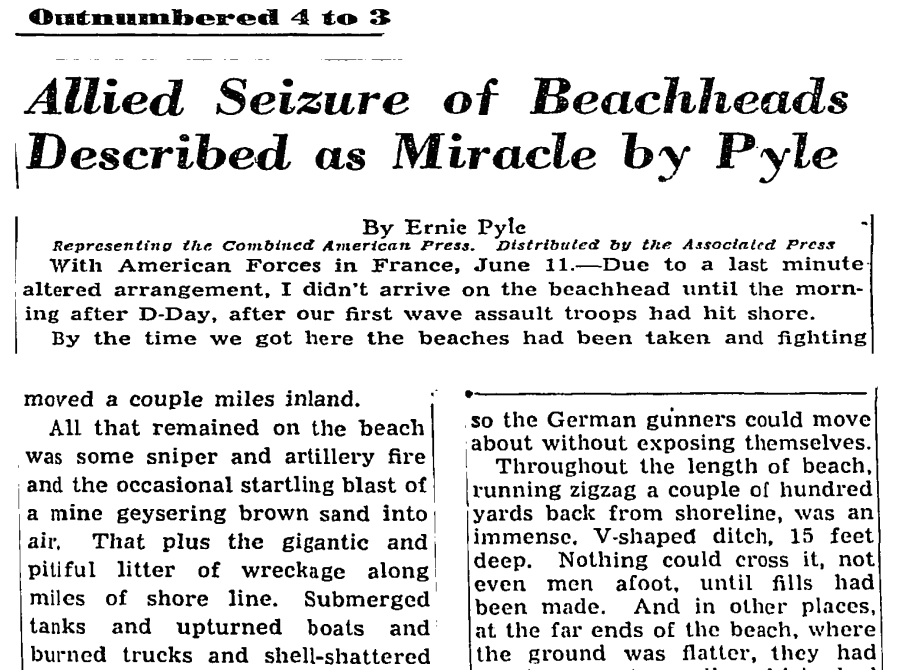 Outnumbered 4 to 3
Allied Seizure of Beachheads
Described as Miracle by Pyle
By Ernie Pyle
Representing the Combined American Press. Distributed by the Associated Press
With American Forces in France, June 11.—Due to a last minute
altered arrangement, I didn't arrive on the beachhead until the morn-
ing after D-Day, after our first wave assault troops had hit shore.
By the time we got here the beaches had been taken and fighting
moved a couple miles inland.
All that remained on the beach
was some sniper and artillery fire
and the occasional startling blast of
a mine geysering brown sand into
air. That plus the gigantic and
pitiful litter of wreckage along
miles of shore line. Submerged
tanks and upturned boats and
burned trucks and shell-shattered
so the German gunners could move
about without exposing themselves.
Throughout the length of beach,
running zigzag a couple of hundred
yards back from shoreline, was an
immense, V-shaped ditch, 15 feet
deep. Nothing could cross it, not
even men afoot, until fills had
been made. And in other places,
at the far ends of the beach, where
the ground was flatter, they had